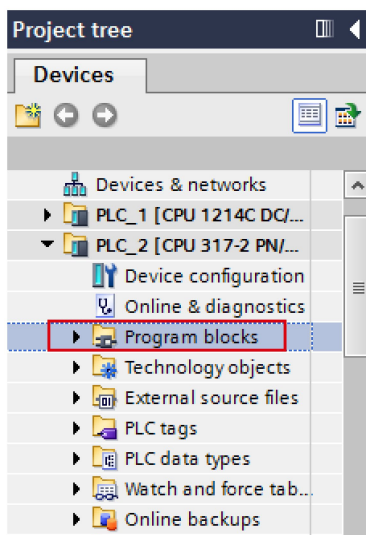 Project tree
Devices
Devices & networks
PLC_1 [CPU 1214C DC/...
PLC_2 [CPU 317-2 PN/...
Device configuration
Online & diagnostics
Program blocks
Technology objects
External source files
PLC tags
PLC data types
Watch and force tab...
Online backups